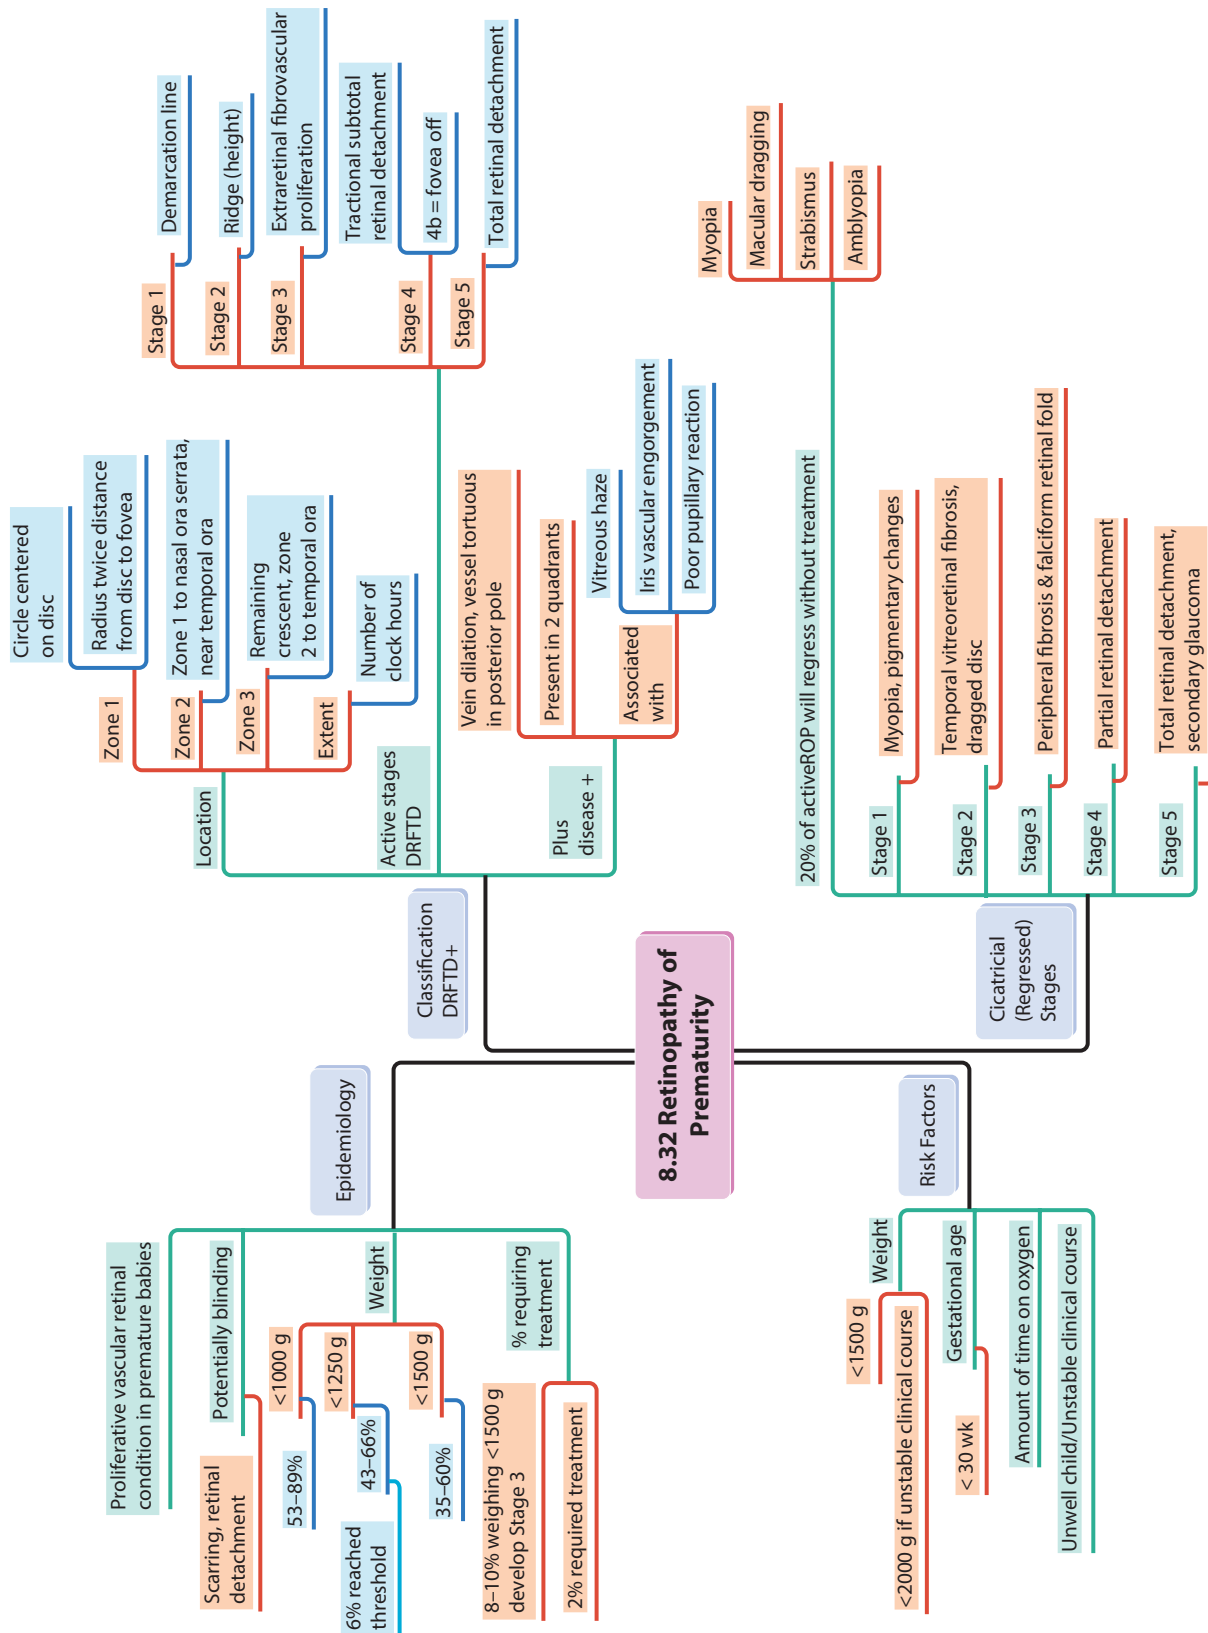 8.32 Retinopathy of
Prematurity
Epidemiology
Proliferative vascular retinal
condition in premature babies
Potentially blinding
Scarring, retinal
detachment
Weight
<1000 g
53–89%
<1250 g
43–66%
6% reached
threshold
<1500 g
35–60%
% requiring
treatment
8–10% weighing <1500 g
develop Stage 3
2% required treatment
Risk Factors
Weight
<1500 g
<2000 g if unstable clinical course
Gestational age
< 30 wk
Amount of time on oxygen
Unwell child/Unstable clinical course
Classification
DRFTD+
Location
Zone 1
Circle centered
on disc
Radius twice distance
from disc to fovea
Zone 2
Zone 1 to nasal ora serrata,
near temporal ora
Zone 3
Remaining
crescent, zone
2 to temporal ora
Extent
Number of
clock hours
Active stages
DRFTD
Stage 1
Demarcation line
Stage 2
Ridge (height)
Stage 3
Extraretinal fibrovascular
proliferation
Stage 4
Tractional subtotal
retinal detachment
4b = fovea off
Stage 5
Total retinal detachment
Plus
disease +
Vein dilation, vessel tortuous
in posterior pole
Present in 2 quadrants
Associated
with
Vitreous haze
Iris vascular engorgement
Poor pupillary reaction
Cicatricial
(Regressed)
Stages
20% of activeROP will regress without treatment
Myopia
Macular dragging
Strabismus
Amblyopia
Stage 1
Myopia, pigmentary changes
Stage 2
Temporal vitreoretinal fibrosis,
dragged disc
Stage 3
Peripheral fibrosis & falciform retinal fold
Stage 4
Partial retinal detachment
Stage 5
Total retinal detachment,
secondary glaucoma